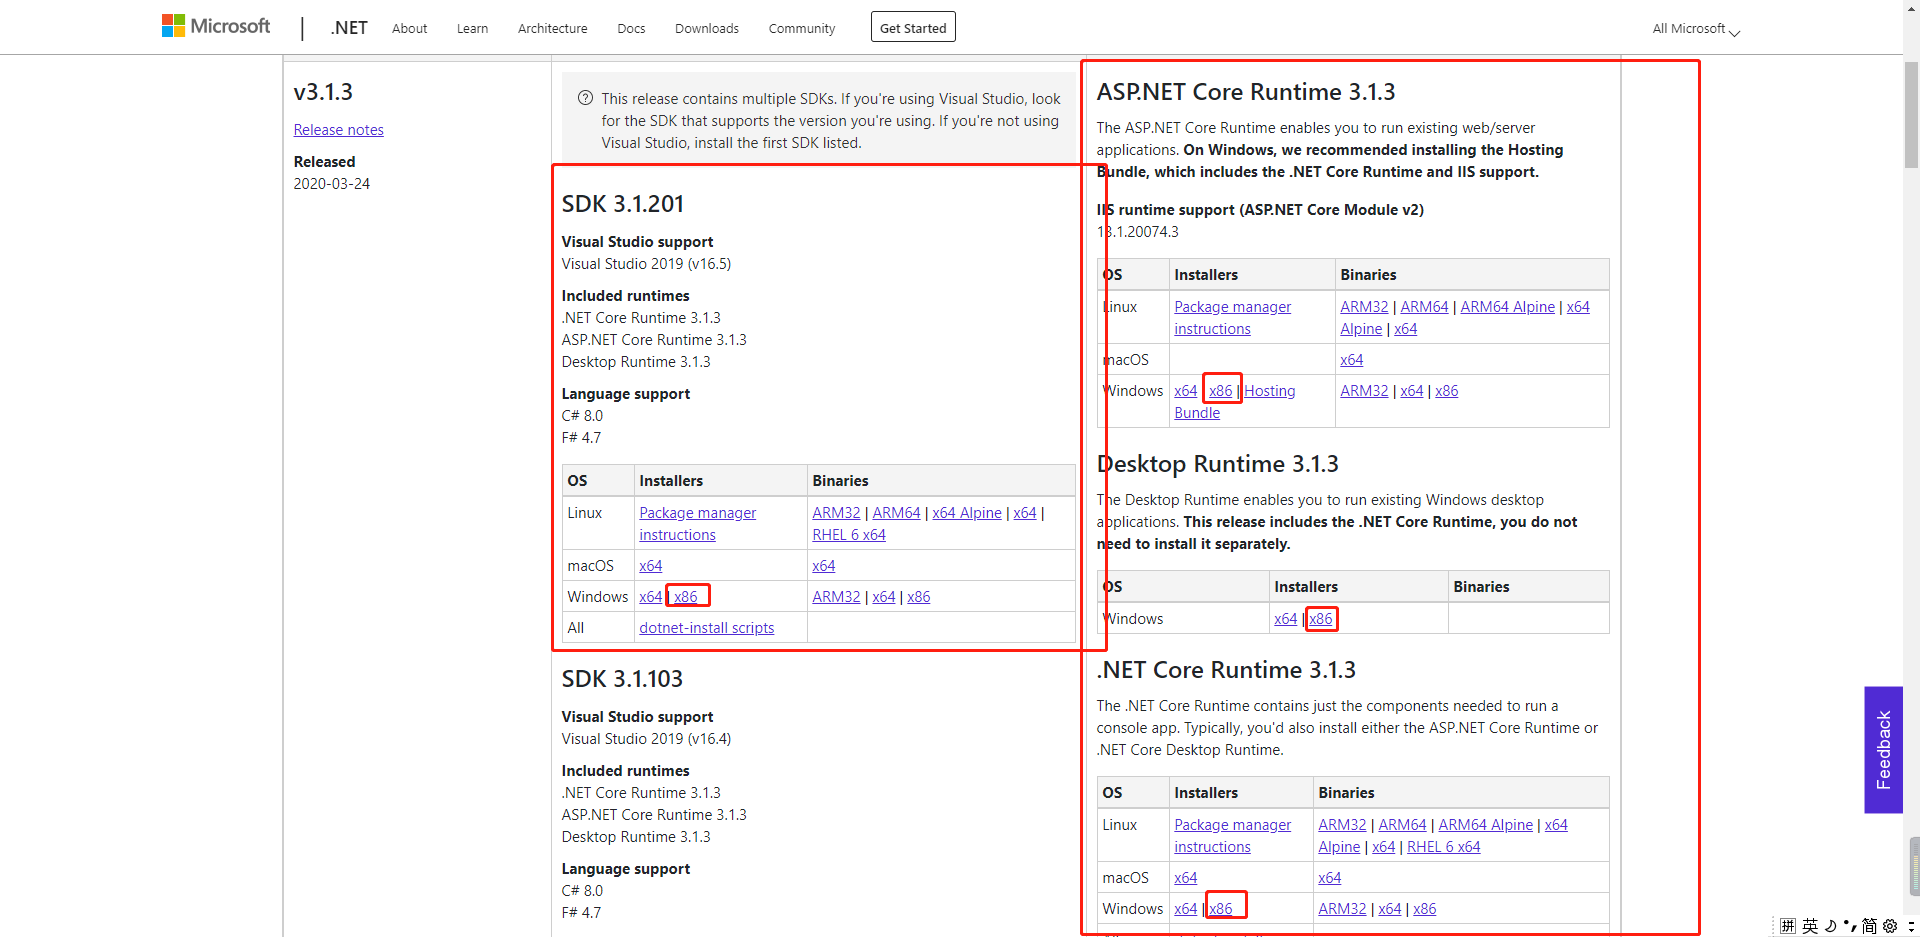 Microsoft | .NET About Learn Architecture Docs Downloads Community Get Started All Microsoft
v3.1.3
Release notes
Released
2020-03-24
This release contains multiple SDKs. If you're using Visual Studio, look
for the SDK that supports the version you're using. If you're not using
Visual Studio, install the first SDK listed.
SDK 3.1.201
Visual Studio support
Visual Studio 2019 (v16.5)
Included runtimes
.NET Core Runtime 3.1.3
ASP.NET Core Runtime 3.1.3
Desktop Runtime 3.1.3
Language support
C# 8.0
F# 4.7
OS Installers Binaries
Linux Package manager instructions ARM32 | ARM64 | x64 Alpine | x64 |
RHEL 6 x64
macOS x64 x64
Windows x64 | x86 ARM32 | x64 | x86
All dotnet-install scripts
SDK 3.1.103
Visual Studio support
Visual Studio 2019 (v16.4)
Included runtimes
.NET Core Runtime 3.1.3
ASP.NET Core Runtime 3.1.3
Desktop Runtime 3.1.3
Language support
C# 8.0
F# 4.7
ASP.NET Core Runtime 3.1.3
The ASP.NET Core Runtime enables you to run existing web/server
applications. On Windows, we recommended installing the Hosting
Bundle, which includes the .NET Core Runtime and IIS support.
IIS runtime support (ASP.NET Core Module v2)
13.1.20074.3
OS Installers Binaries
Linux Package manager instructions ARM32 | ARM64 | ARM64 Alpine | x64
Alpine | x64
macOS x64
Windows x64 x86 | Hosting Bundle ARM32 | x64 | x86
Desktop Runtime 3.1.3
The Desktop Runtime enables you to run existing Windows desktop
applications. This release includes the .NET Core Runtime, you do not
need to install it separately.
OS Installers Binaries
Windows x64 | x86
.NET Core Runtime 3.1.3
The .NET Core Runtime contains just the components needed to run a
console app. Typically, you'd also install either the ASP.NET Core Runtime or
.NET Core Desktop Runtime.
OS Installers Binaries
Linux Package manager instructions ARM32 | ARM64 | ARM64 Alpine | x64
Alpine | x64 | RHEL 6 x64
macOS x64 x64
Windows x64 | x86 ARM32 | x64 | x86
Feedback
拼 英 简